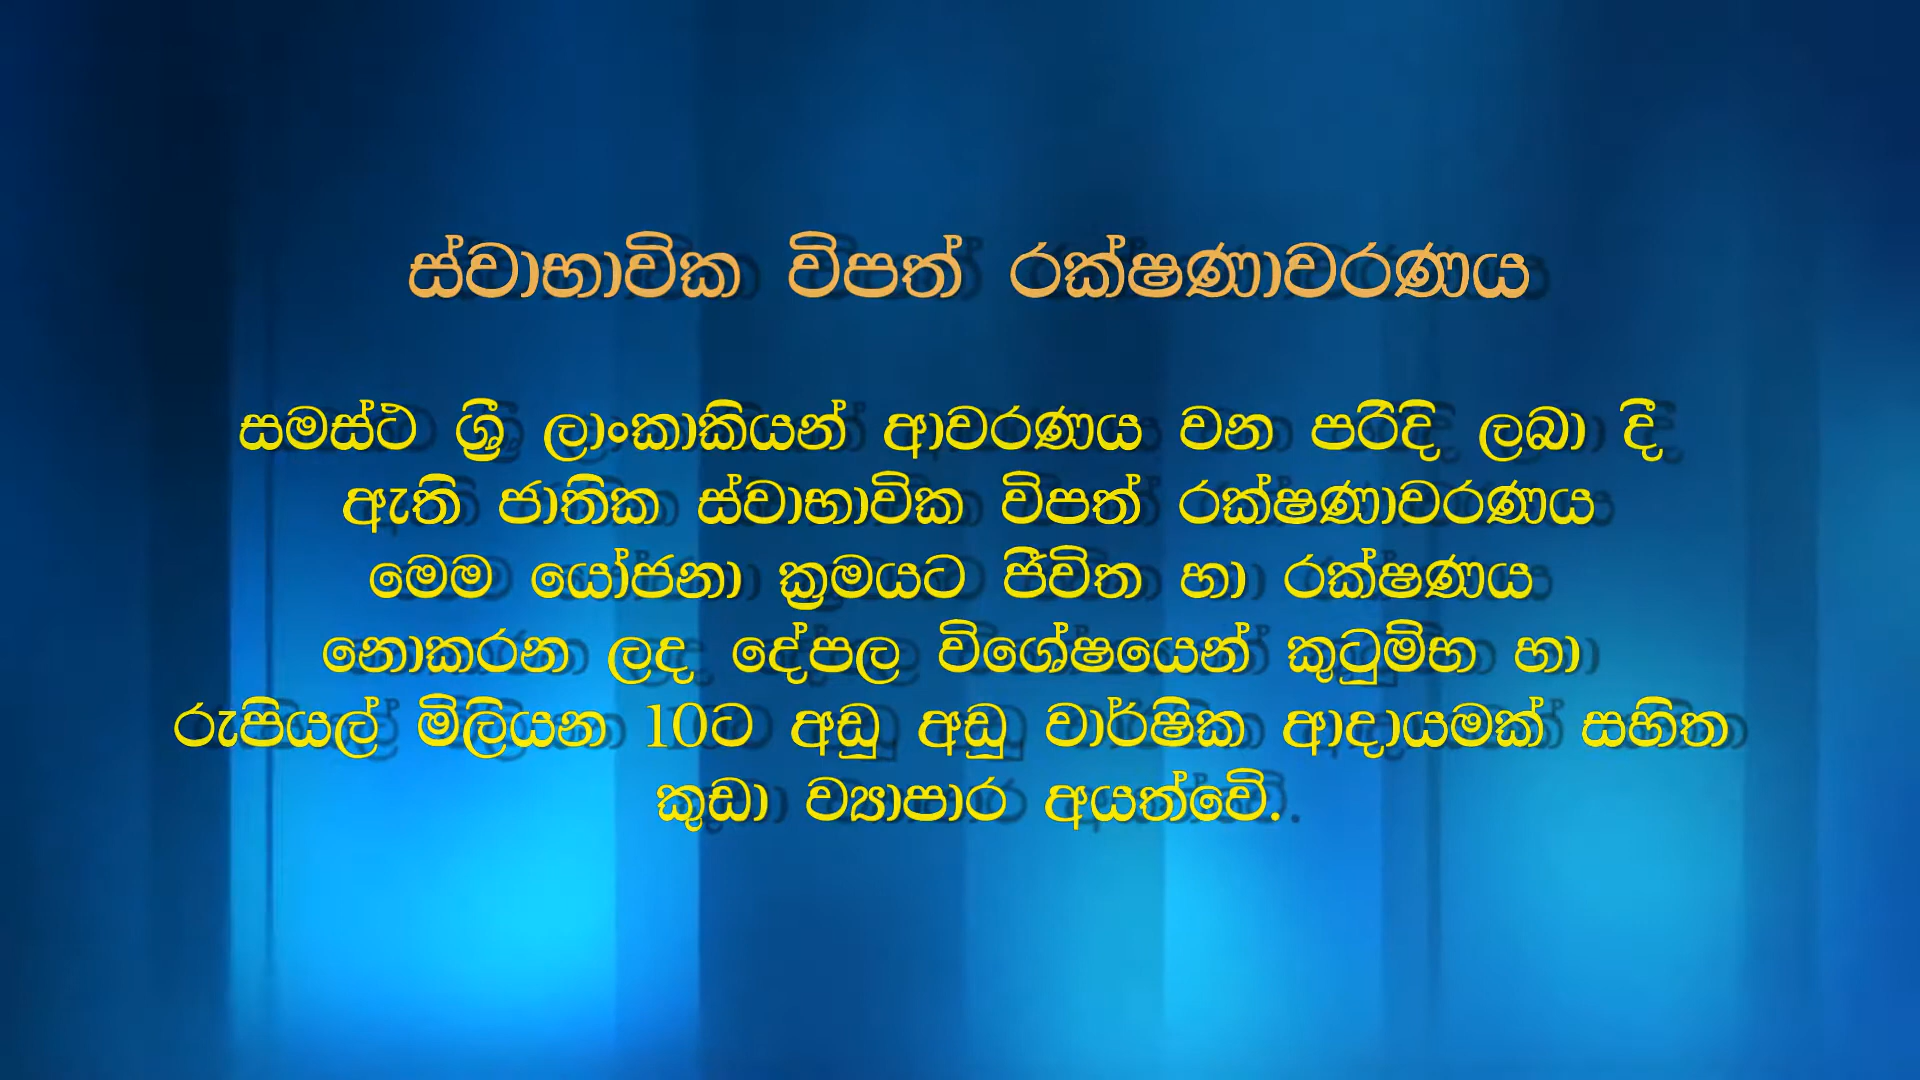 ස්වාභාවික විපත් රක්ෂණාවරණය
සමස්ථ ශ්‍රී ලාංකාකියන් ආවරණය වන පරිදි ලබා දී
ඇති ජාතික ස්වාභාවික විපත් රක්ෂණාවරණය
මෙම යෝජනා ක්‍රමයට ජීවිත හා රක්ෂණය
නොකරන ලද දේපල විශේෂයෙන් කුටුම්භ හා
රුපියල් මිලියන 10ට අඩු අඩු වාර්ෂික ආදායමක් සහිත
කුඩා ව්‍යාපාර අයත්වේ.